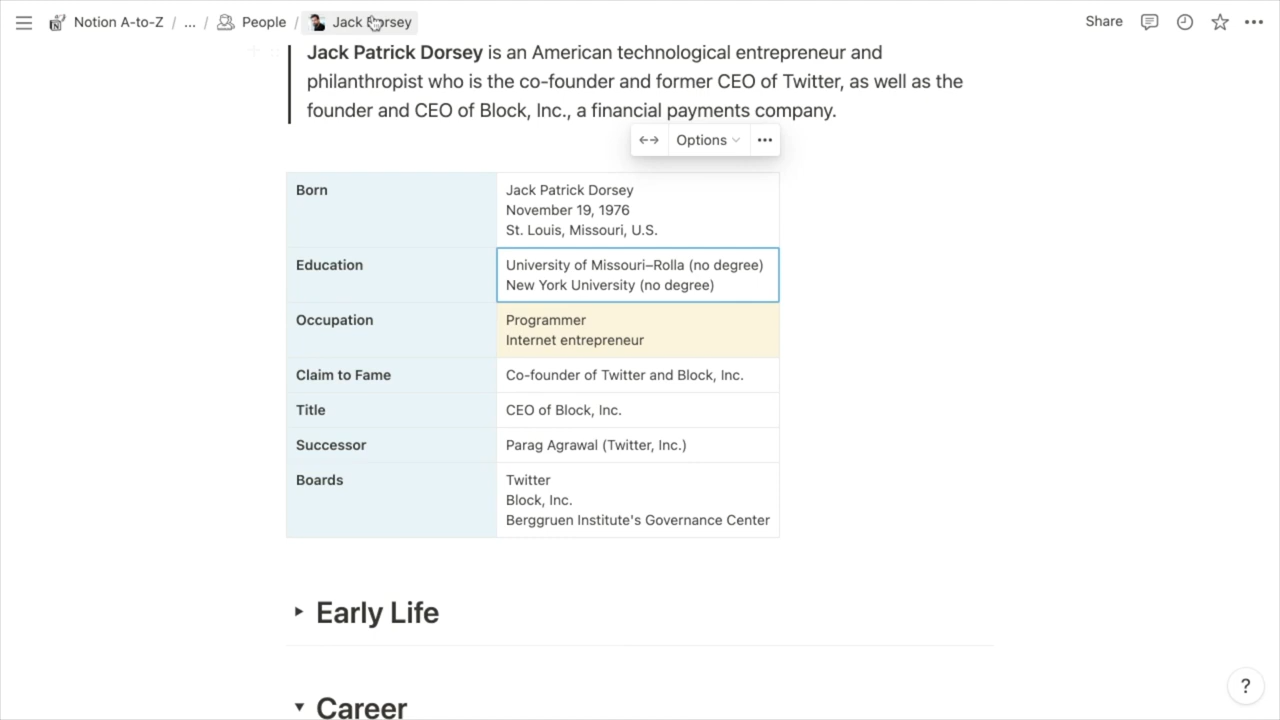 Notion A-to-Z / ... / People / Jack Dorsey Share
Jack Patrick Dorsey is an American technological entrepreneur and
philanthropist who is the co-founder and former CEO of Twitter, as well as the
founder and CEO of Block, Inc., a financial payments company.
Options
Born
Jack Patrick Dorsey
November 19, 1976
St. Louis, Missouri, U.S.
Education
University of Missouri–Rolla (no degree)
New York University (no degree)
Occupation
Programmer
Internet entrepreneur
Claim to Fame
Co-founder of Twitter and Block, Inc.
Title
CEO of Block, Inc.
Successor
Parag Agrawal (Twitter, Inc.)
Boards
Twitter
Block, Inc.
Berggruen Institute's Governance Center
Early Life
Career
?